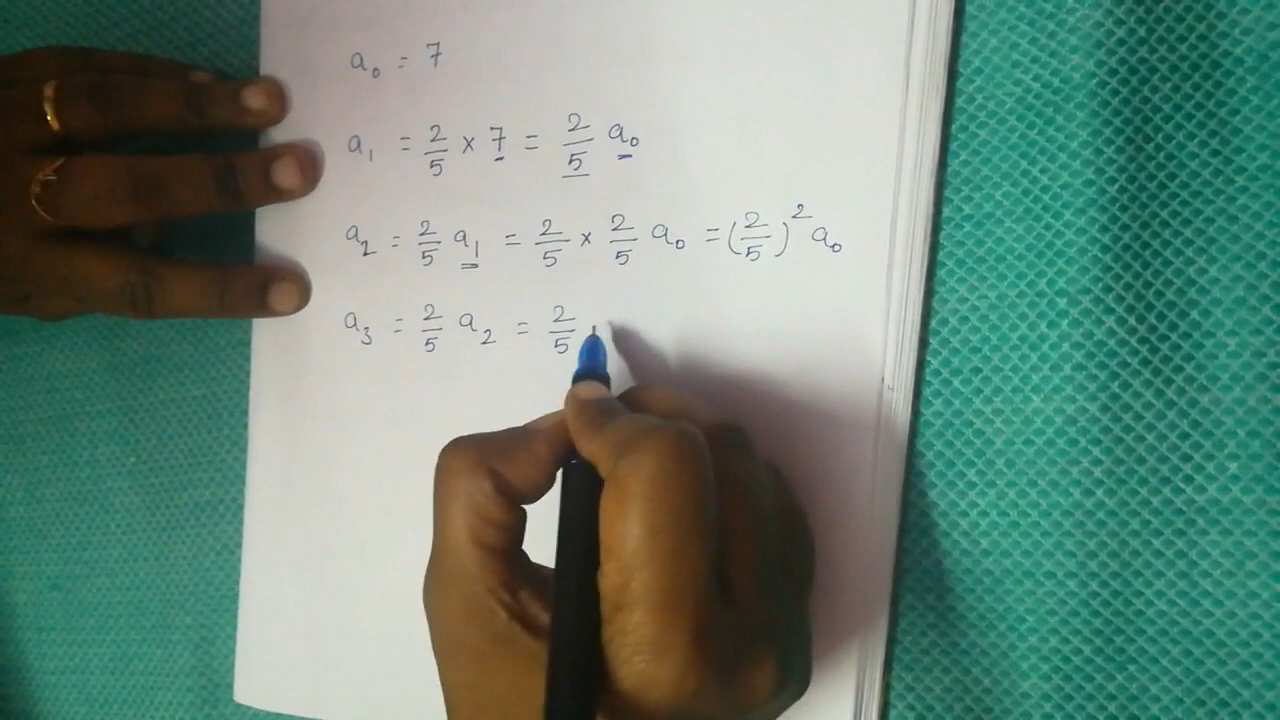 a₀ = 7
a₁ = 2/5 × 7 = 2/5 a₀
a₂ = 2/5 a₁ = 2/5 × 2/5 a₀ = (2/5)² a₀
a₃ = 2/5 a₂ = 2/5